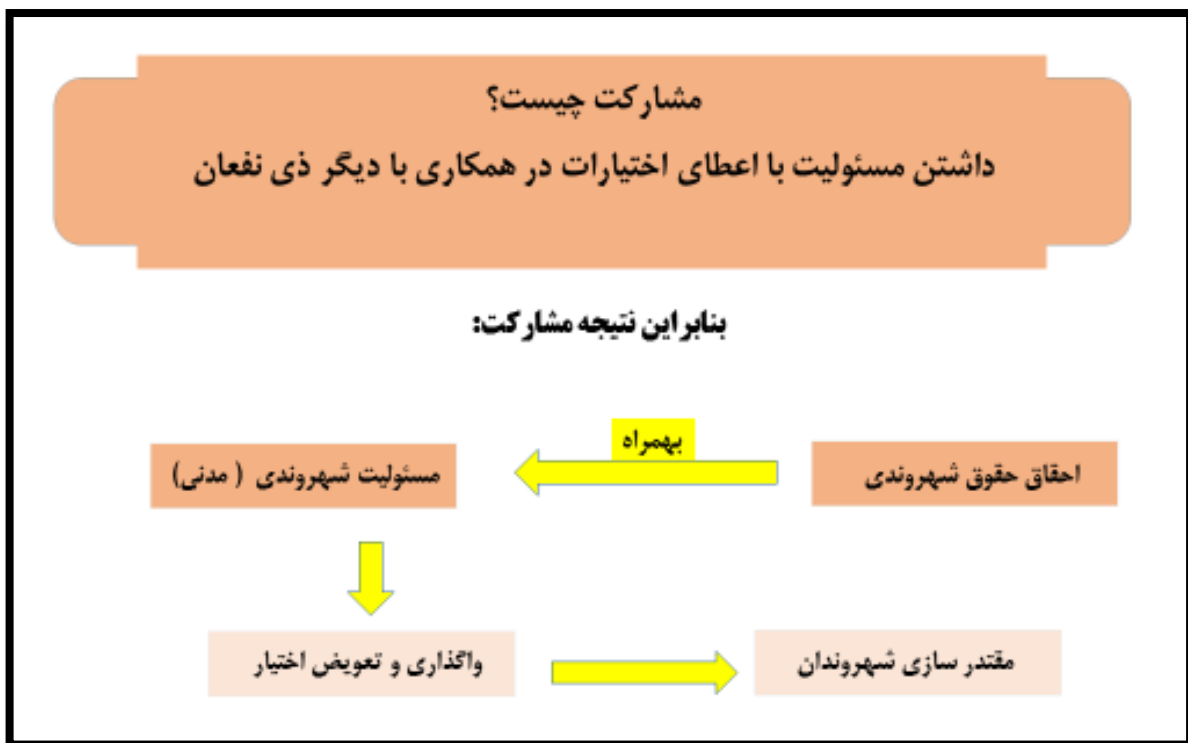 مشارکت چیست؟
داشتن مسئولیت با اعطای اختیارات در همکاری با دیگر ذی نفعان
بنابراین نتیجه مشارکت:
احقاق حقوق شهروندی
بهمراه
مسئولیت شهروندی ( مدنی)
واگذاری و تعویض اختیار
مقتدر سازی شهروندان